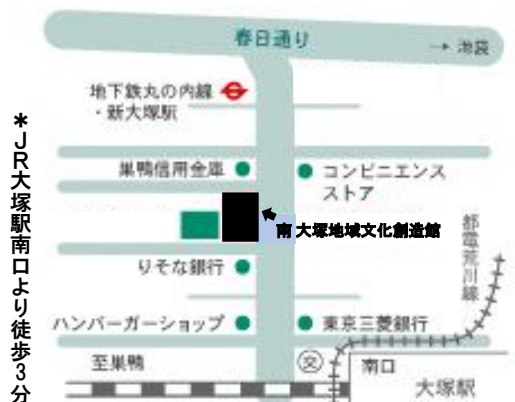 春日通り
→ 池袋
地下鉄丸の内線
・新大塚駅
巣鴨信用金庫
コンビニエンス
ストア
南大塚地域文化創造館
都電荒川線
りそな銀行
ハンバーガーショップ
東京三菱銀行
至巣鴨
交
南口
大塚駅
*JR大塚駅南口より徒歩3分